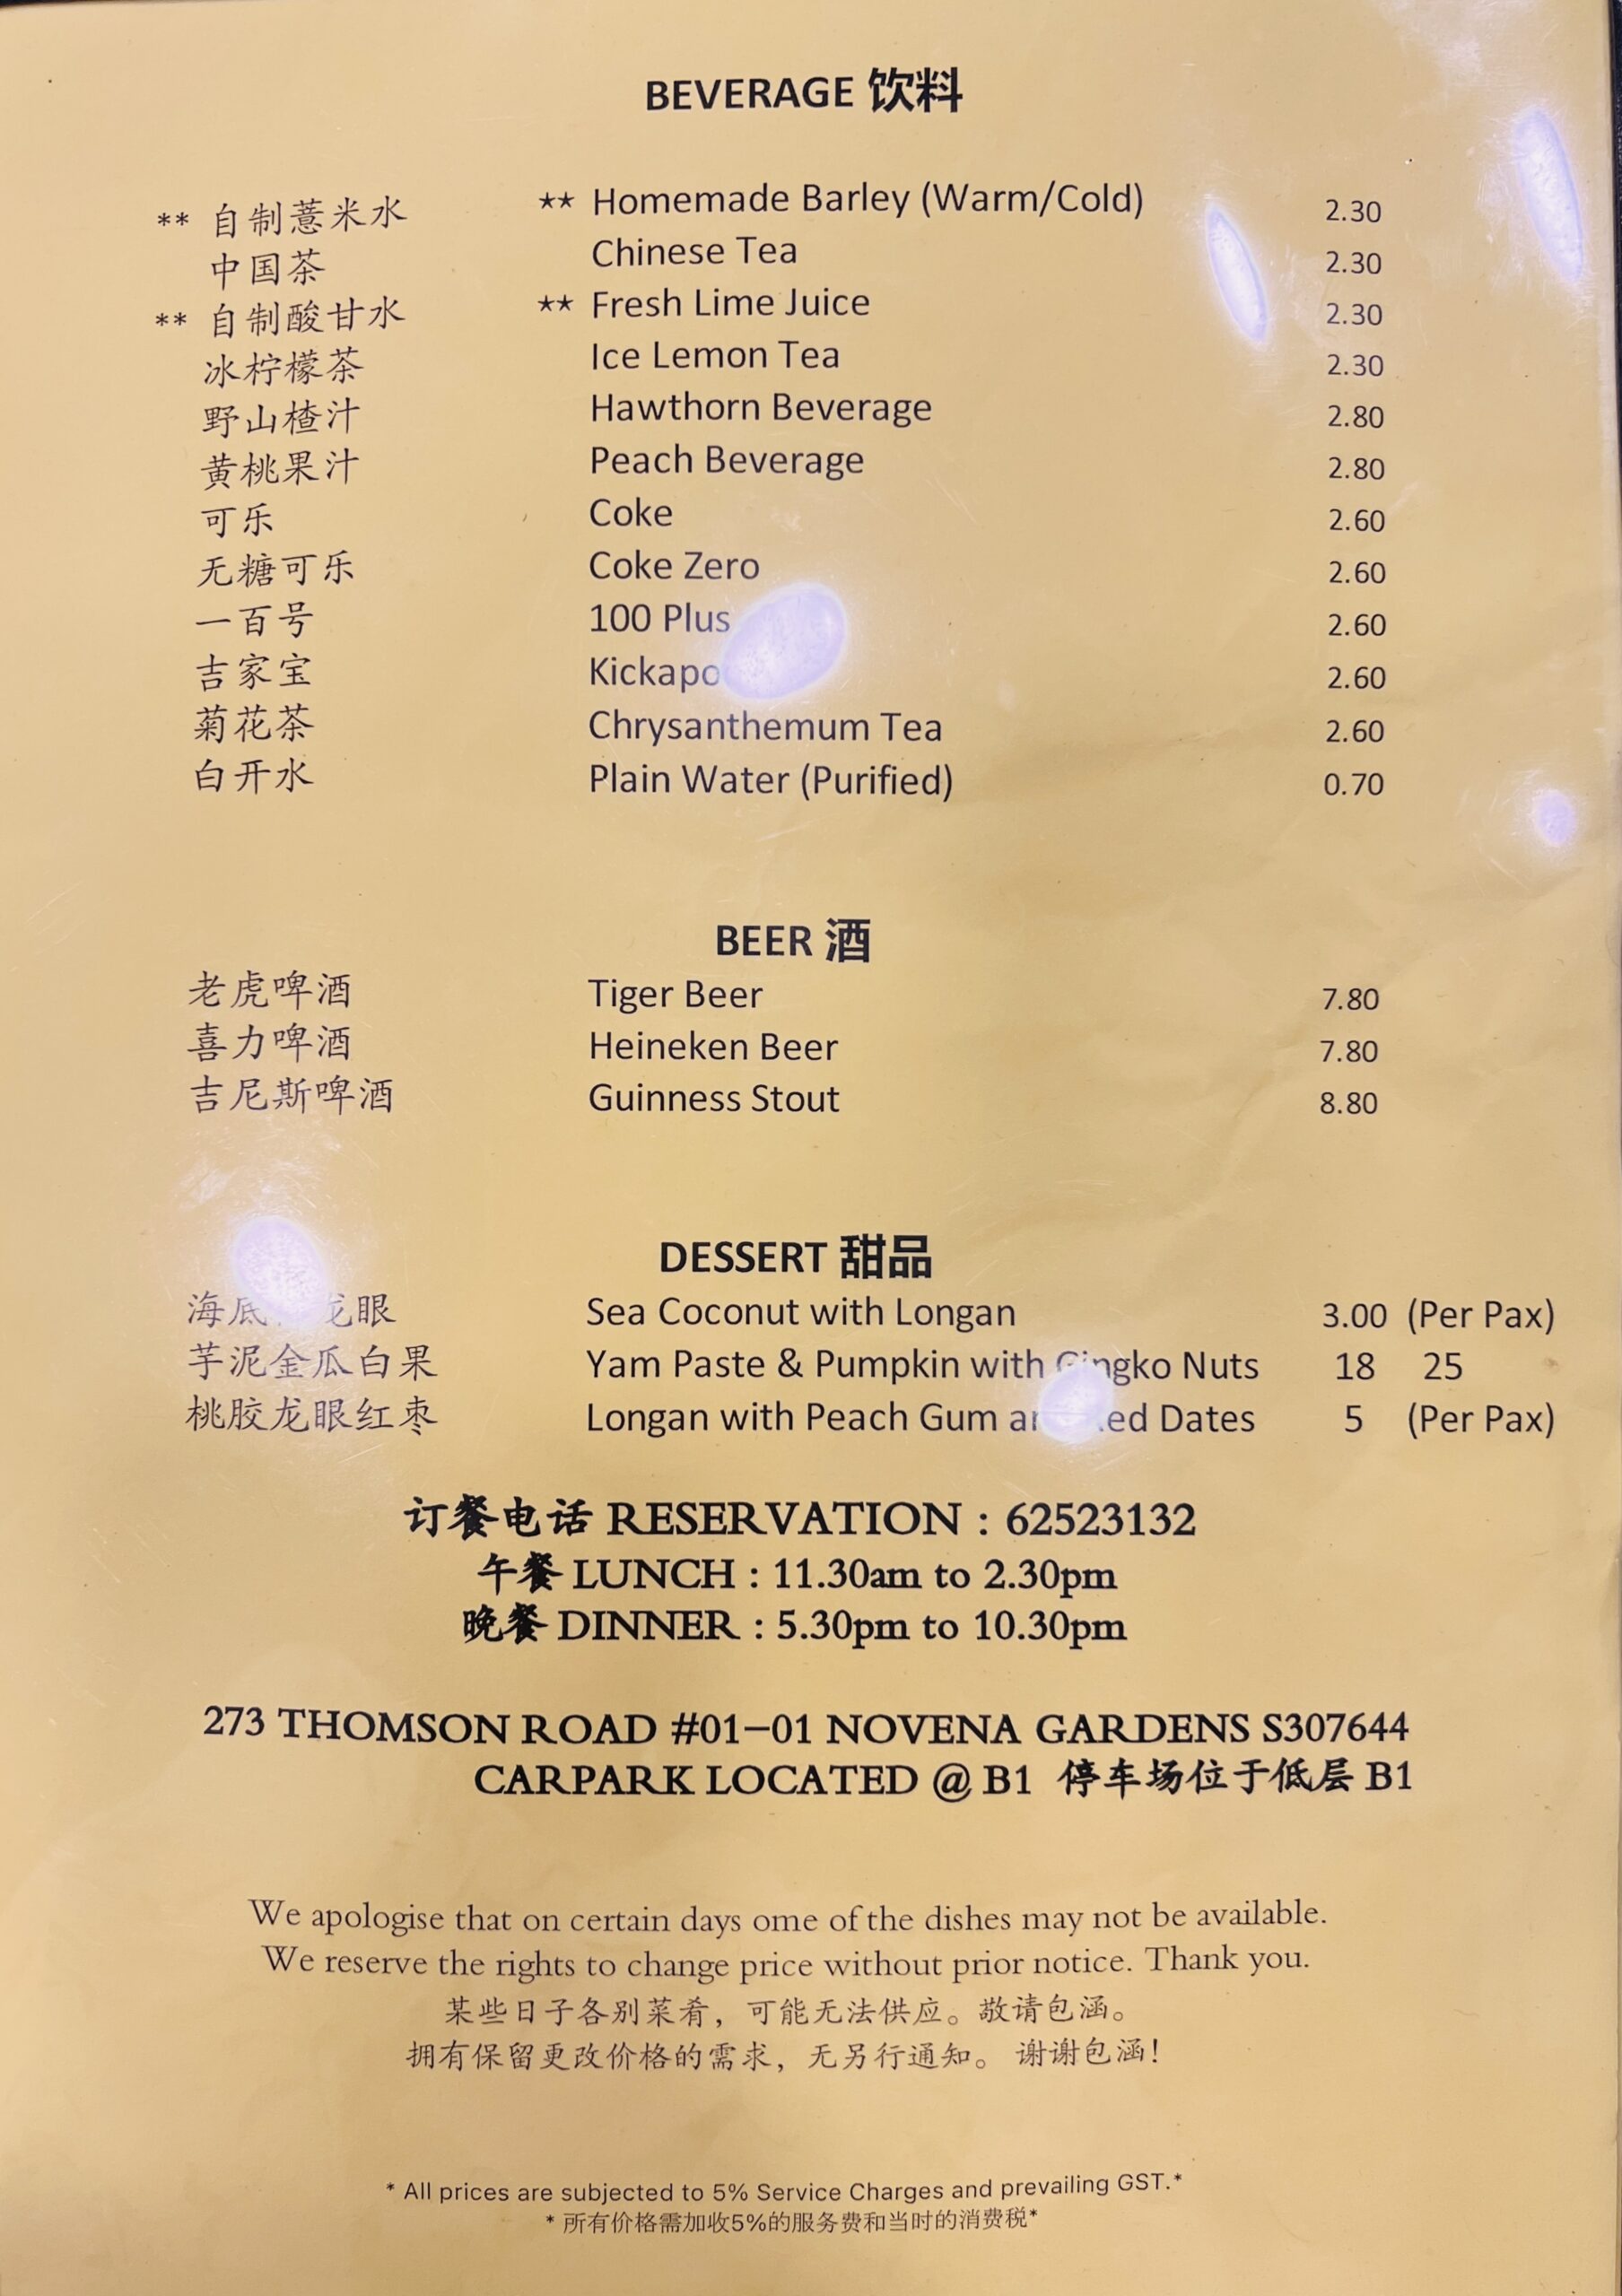 BEVERAGE 饮料
** 自制薏米水 ** Homemade Barley (Warm/Cold) 2.30
中国茶 Chinese Tea 2.30
** 自制酸甘水 ** Fresh Lime Juice 2.30
冰柠檬茶 Ice Lemon Tea 2.30
野山楂汁 Hawthorn Beverage 2.80
黄桃果汁 Peach Beverage 2.80
可乐 Coke 2.60
无糖可乐 Coke Zero 2.60
一百号 100 Plus 2.60
吉家宝 2.60
菊花茶 Chrysanthemum Tea 2.60
白开水 Plain Water (Purified) 0.70
BEER 酒
老虎啤酒 Tiger Beer 7.80
喜力啤酒 Heineken Beer 7.80
吉尼斯啤酒 Guinness Stout 8.80
DESSERT 甜品
海底 龙眼 Sea Coconut with Longan 3.00 (Per Pax)
芋泥金瓜白果 Yam Paste & Pumpkin with Gingko Nuts 18 25
桃胶龙眼红枣 Longan with Peach Gum Dates 5 (Per Pax)
订餐电话 RESERVATION : 62523132
午餐 LUNCH : 11.30am to 2.30pm
晚餐 DINNER : 5.30pm to 10.30pm
273 THOMSON ROAD #01-01 NOVENA GARDENS S307644
CARPARK LOCATED @ B1 停车场位于低层 B1
We apologise that on certain days ome of the dishes may not be available.
We reserve the rights to change price without prior notice. Thank you.
某些日子各别菜肴，可能无法供应。敬请包涵。
拥有保留更改价格的需求，无另行通知。 谢谢包涵！
* All prices are subjected to 5% Service Charges and prevailing GST.*
* 所有价格需加收5%的服务费和当时的消费税*